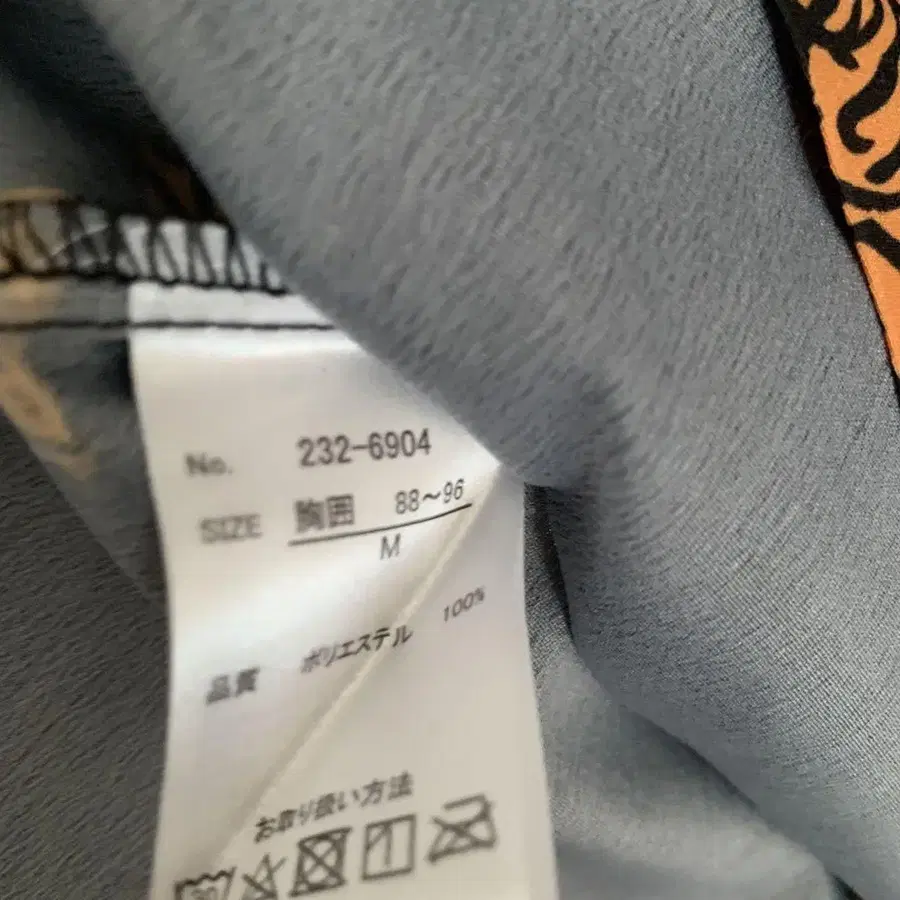 No. 232-6904
SIZE 胸囲 88～96
M
品質 ポリエステル 100%
お取り扱い方法
30